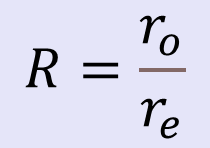 R = r_o / r_e